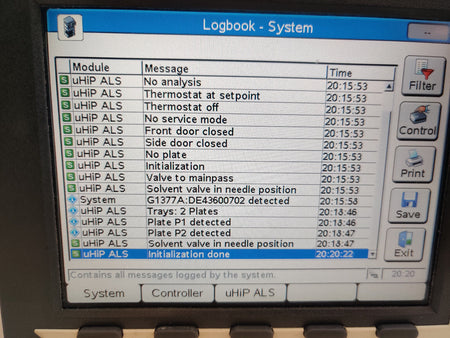 Logbook - System
--
Module Message Time
S uHiP ALS No analysis 20:15:53
S uHiP ALS Thermostat at setpoint 20:15:53
S uHiP ALS Thermostat off 20:15:53
S uHiP ALS No service mode 20:15:53
S uHiP ALS Front door closed 20:15:53
S uHiP ALS Side door closed 20:15:53
S uHiP ALS No plate 20:15:53
S uHiP ALS Initialization 20:15:53
S uHiP ALS Valve to mainpass 20:15:53
S uHiP ALS Solvent valve in needle position 20:15:53
System G1377A:DE43600702 detected 20:15:58
uHiP ALS Trays: 2 Plates 20:18:46
uHiP ALS Plate P1 detected 20:18:46
uHiP ALS Plate P2 detected 20:18:47
S uHiP ALS Solvent valve in needle position 20:18:47
S uHiP ALS Initialization done 20:20:22
Filter
Control
Print
Save
Exit
Contains all messages logged by the system. 20:20
System Controller uHiP ALS